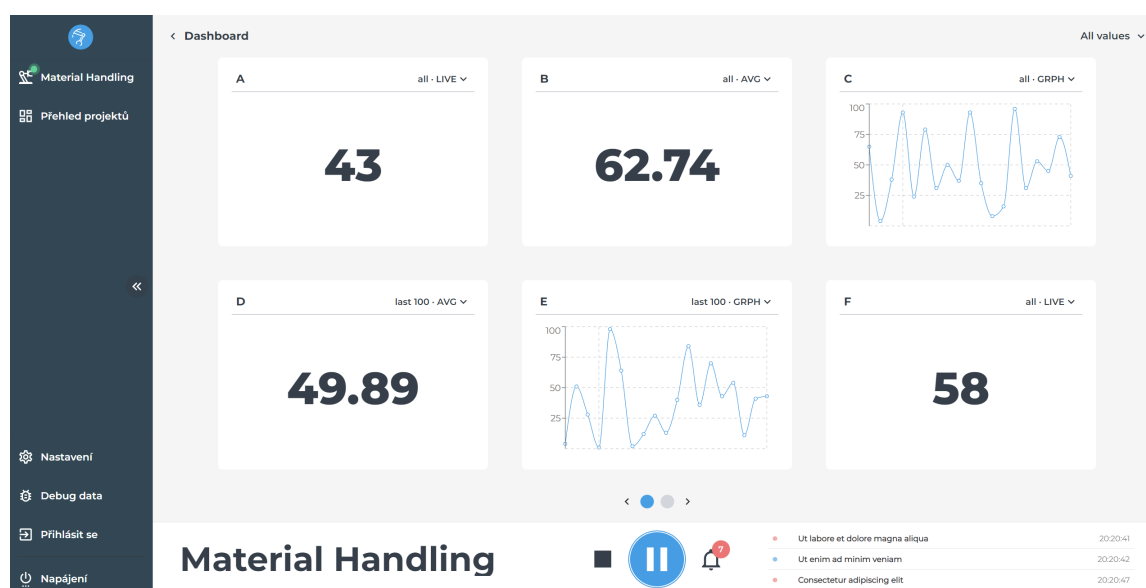 Material Handling
Přehled projektů
Nastavení
Debug data
Přihlásit se
Napájení
Dashboard
All values
A
all · LIVE
43
B
all · AVG
62.74
C
all · GRPH
100
75
50
25
D
last 100 · AVG
49.89
E
last 100 · GRPH
100
75
50
25
F
all · LIVE
58
Material Handling
7
Ut labore et dolore magna aliqua 20:20:41
Ut enim ad minim veniam 20:20:42
Consectetur adipiscing elit 20:20:47